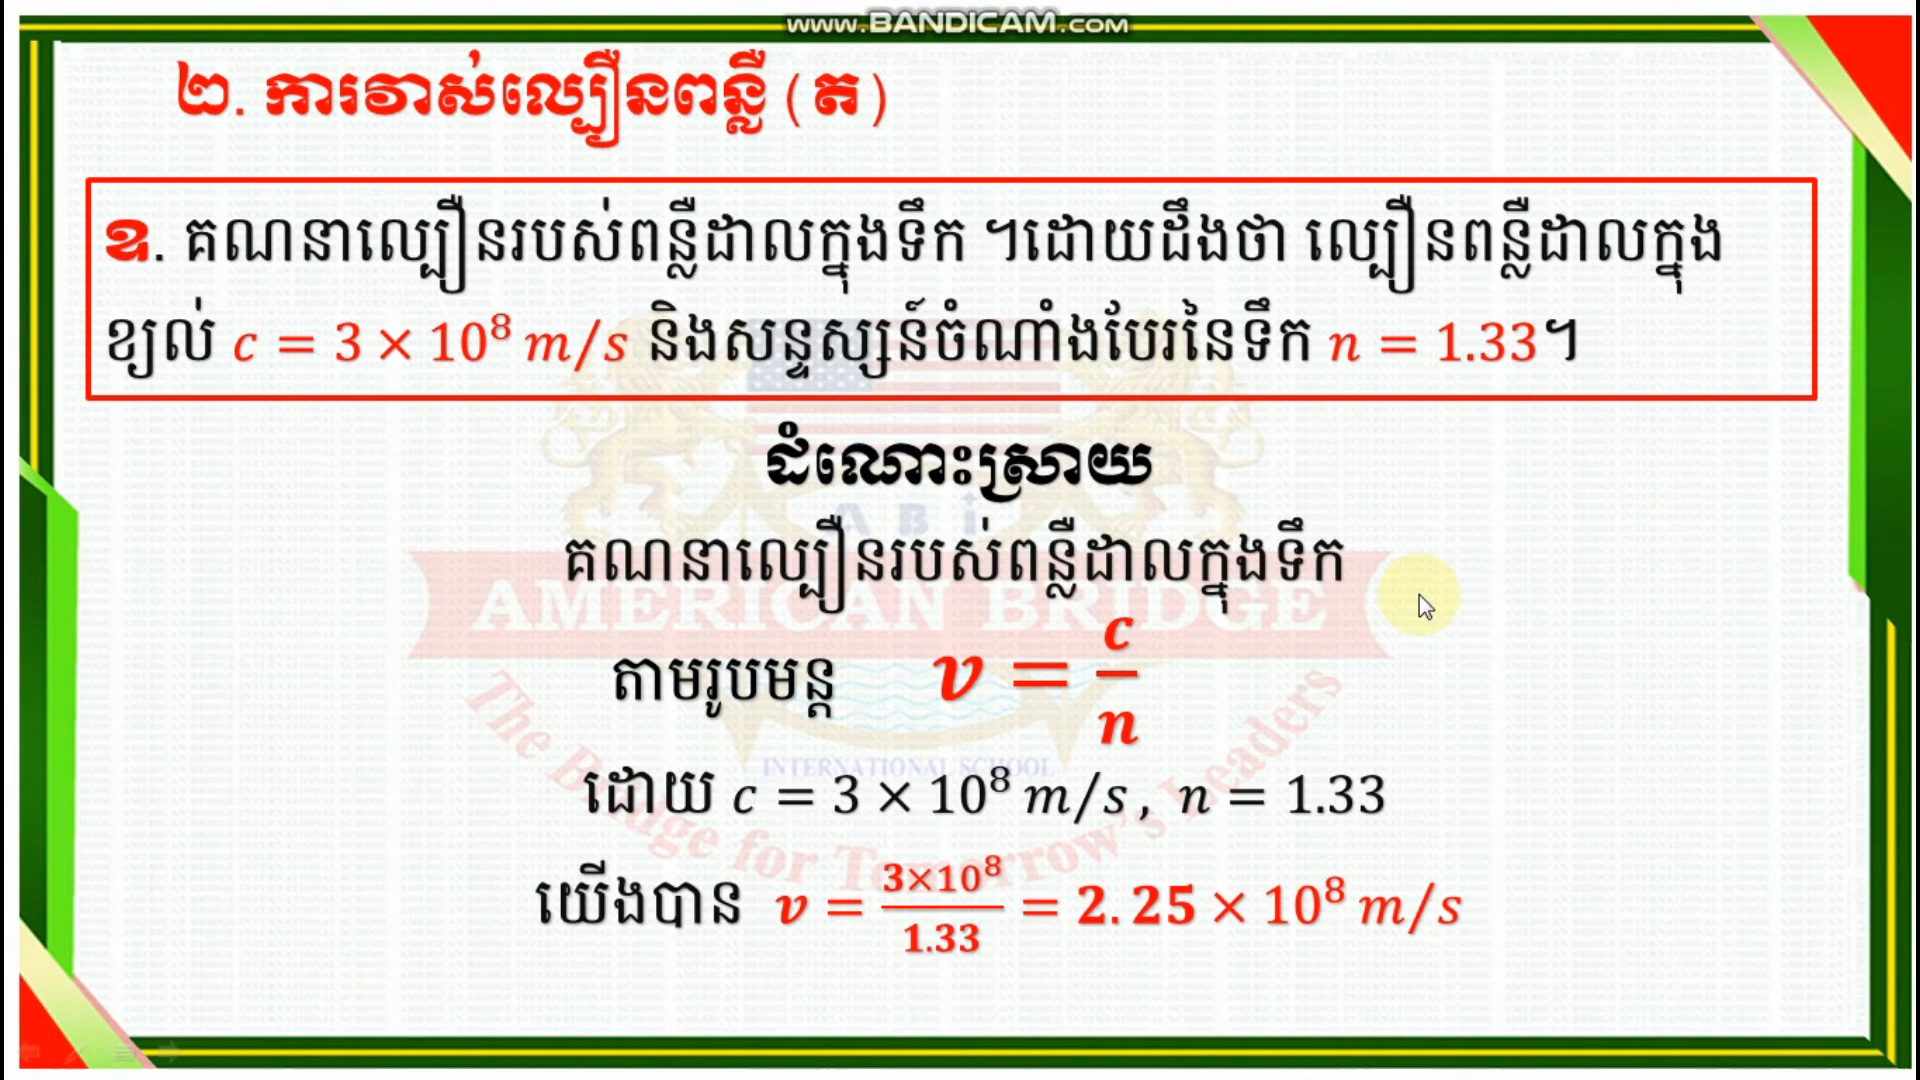 www.BANDICAM.com
២. ការវាស់ល្បឿនពន្លឺ (ត)
ឧ. គណនាល្បឿនរបស់ពន្លឺដាលក្នុងទឹក ។ដោយដឹងថា ល្បឿនពន្លឺដាលក្នុង
ខ្យល់ c = 3 × 10⁸ m/s និងសន្ទស្សន៍ចំណាំងបែរនៃទឹក n = 1.33។
ដំណោះស្រាយ
A B i
គណនាល្បឿនរបស់ពន្លឺដាលក្នុងទឹក
AMERICAN BRIDGE
តាមរូបមន្ត v = c/n
INTERNATIONAL SCHOOL
The Bridge for Tomorrow's Leaders
ដោយ c = 3 × 10⁸ m/s , n = 1.33
យើងបាន v = 3×10⁸/1.33 = 2.25 × 10⁸ m/s